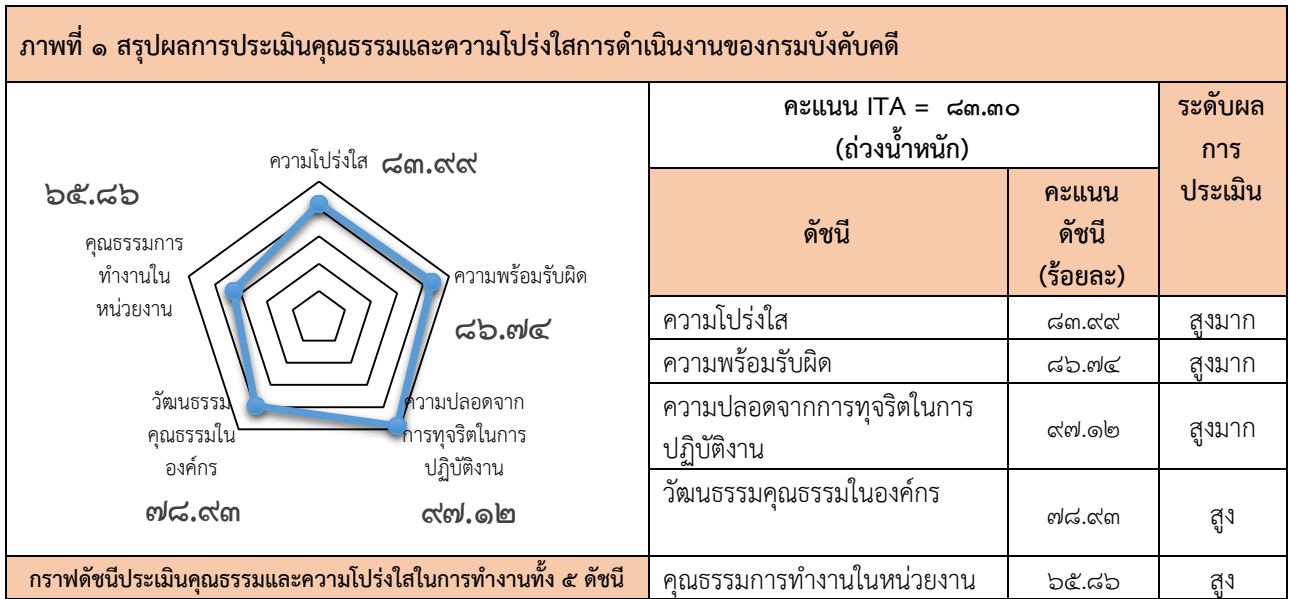 ภาพที่ ๑ สรุปผลการประเมินคุณธรรมและความโปร่งใสการดำเนินงานของกรมบังคับคดี
ความโปร่งใส ๘๓.๙๙
๖๕.๘๖
คุณธรรมการ
ทำงานใน
หน่วยงาน
ความพร้อมรับผิด
๘๖.๗๔
วัฒนธรรม
คุณธรรมใน
องค์กร
๗๘.๙๓
ความปลอดจาก
การทุจริตในการ
ปฏิบัติงาน
๙๗.๑๒
กราฟดัชนีประเมินคุณธรรมและความโปร่งใสในการทำงานทั้ง ๕ ดัชนี
คะแนน ITA = ๘๓.๓๐
(ถ่วงน้ำหนัก)
ระดับผล
การ
ประเมิน
ดัชนี
คะแนน
ดัชนี
(ร้อยละ)
ความโปร่งใส ๘๓.๙๙ สูงมาก
ความพร้อมรับผิด ๘๖.๗๔ สูงมาก
ความปลอดจากการทุจริตในการ
ปฏิบัติงาน ๙๗.๑๒ สูงมาก
วัฒนธรรมคุณธรรมในองค์กร ๗๘.๙๓ สูง
คุณธรรมการทำงานในหน่วยงาน ๖๕.๘๖ สูง